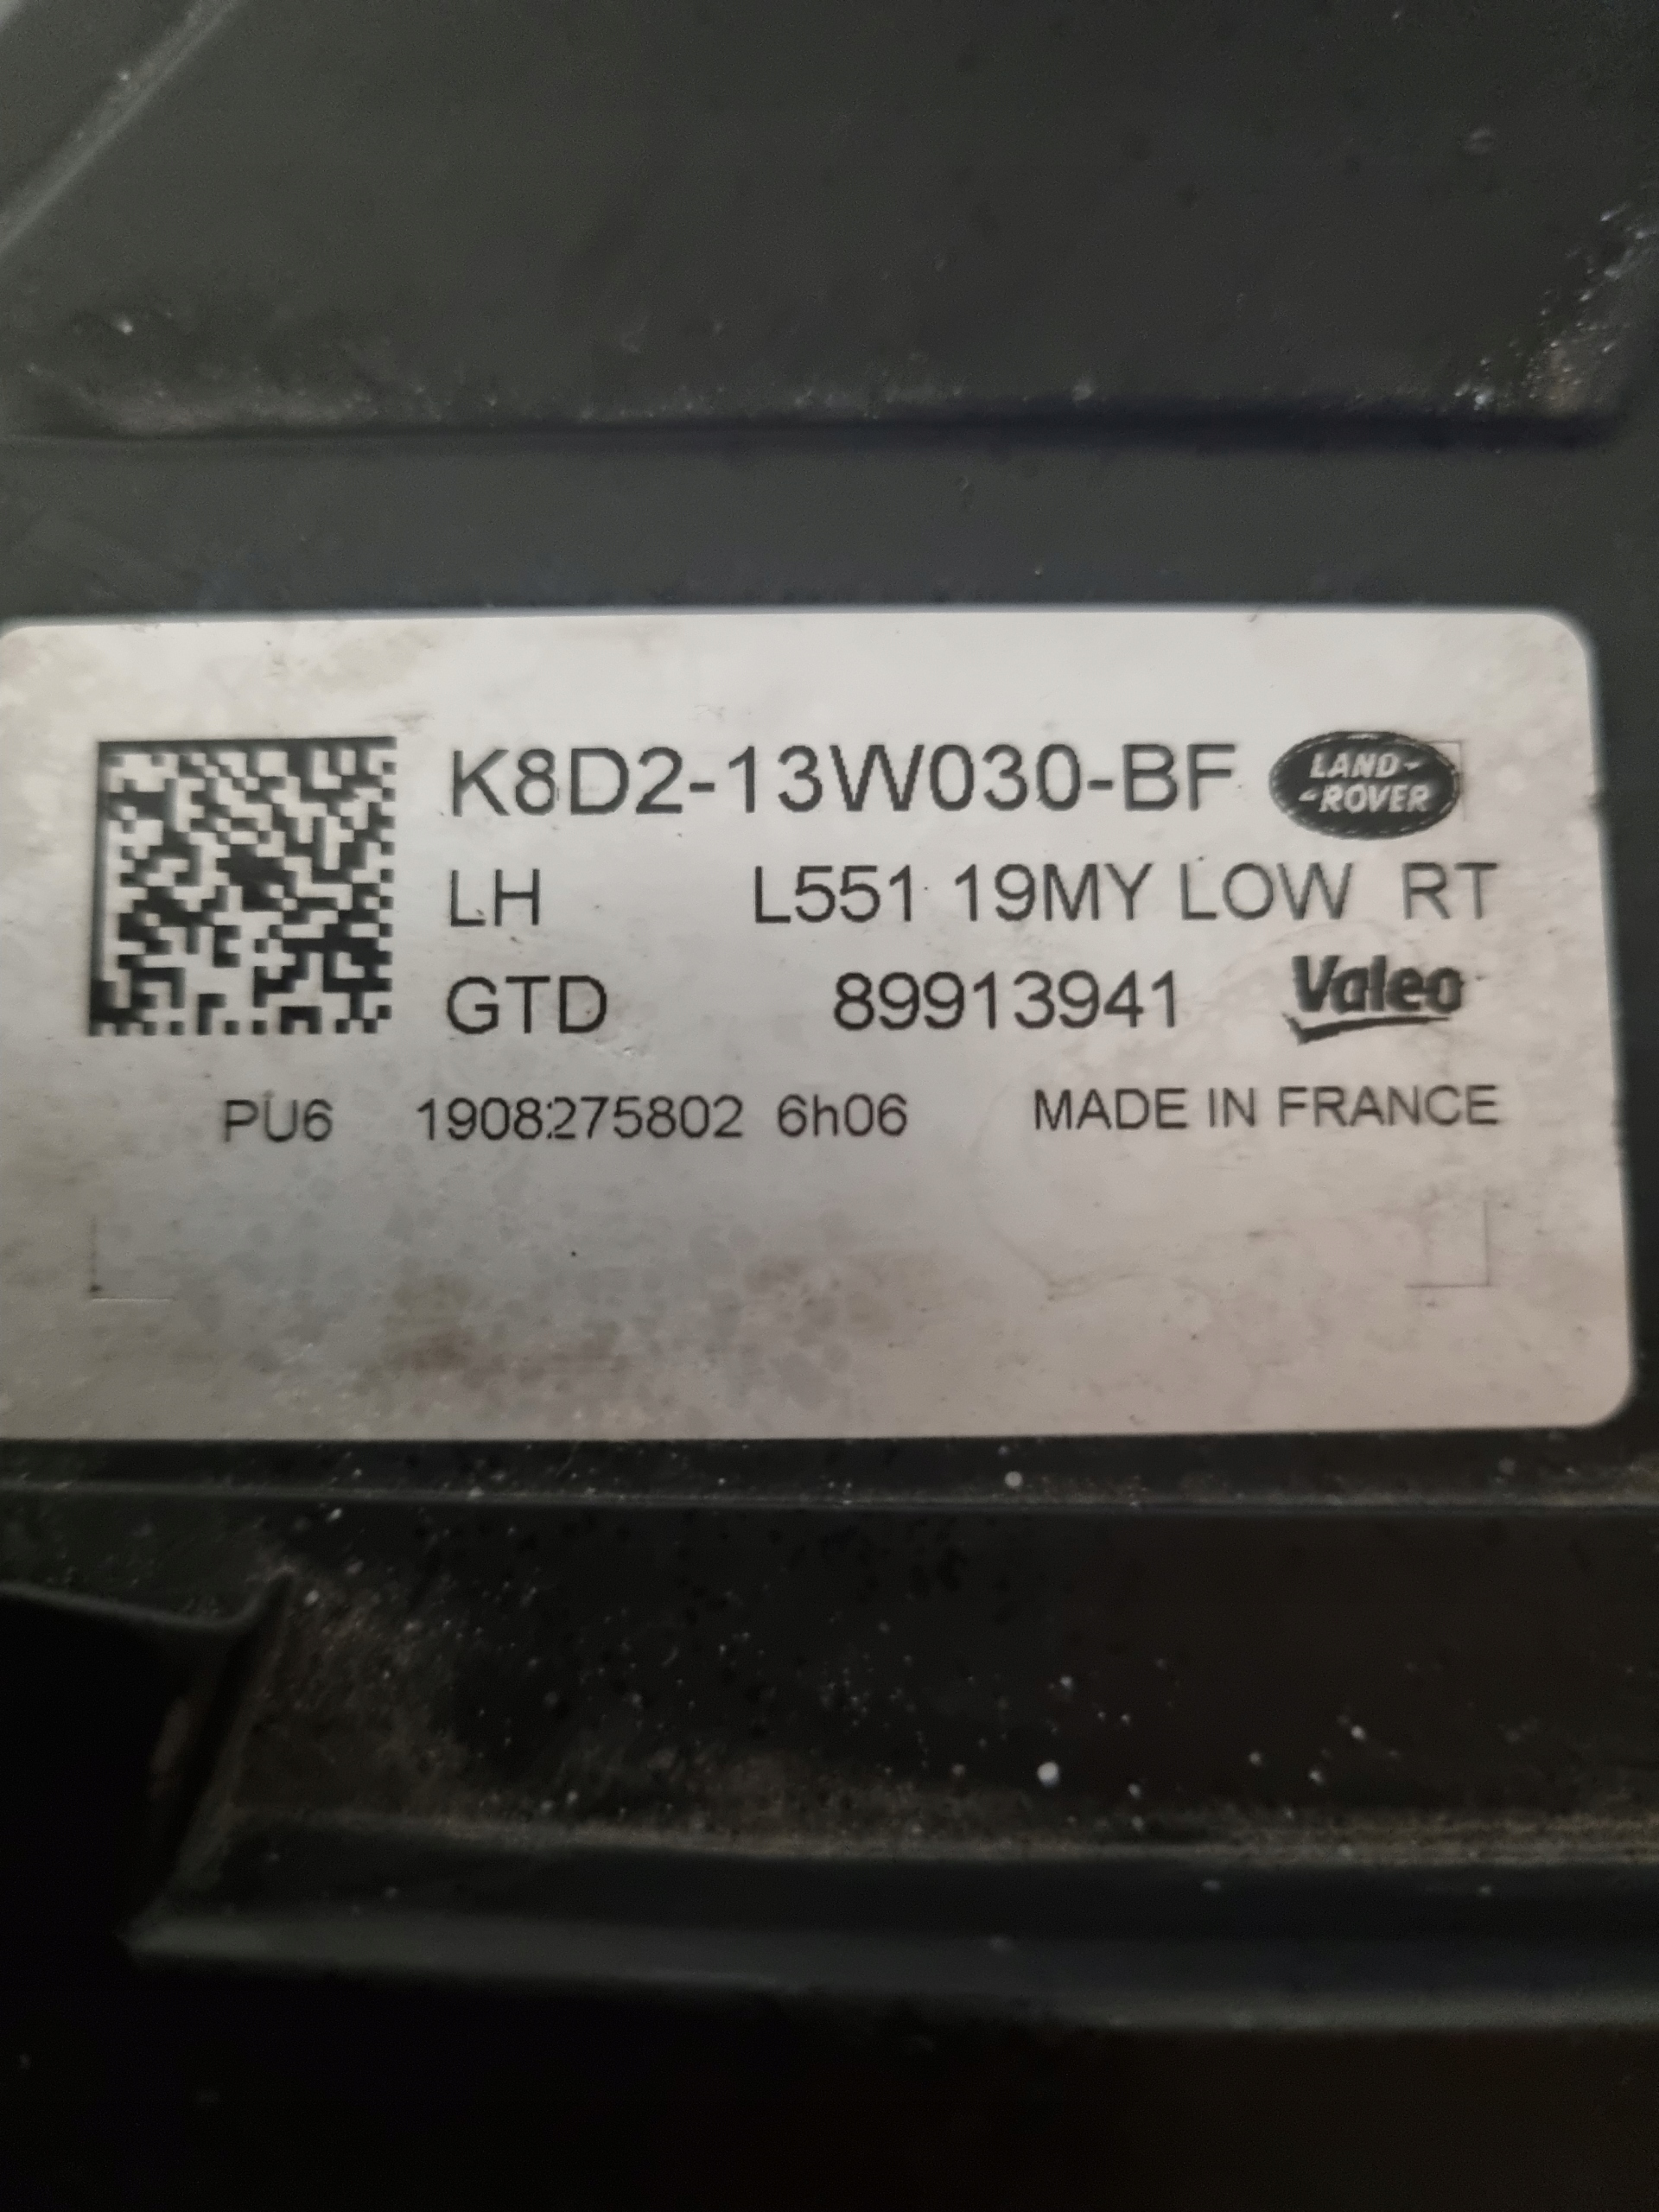 K8D2-13W030-BF LAND-ROVER
LH L551 19MY LOW RT
GTD 89913941 Valeo
PU6 1908275802 6h06 MADE IN FRANCE